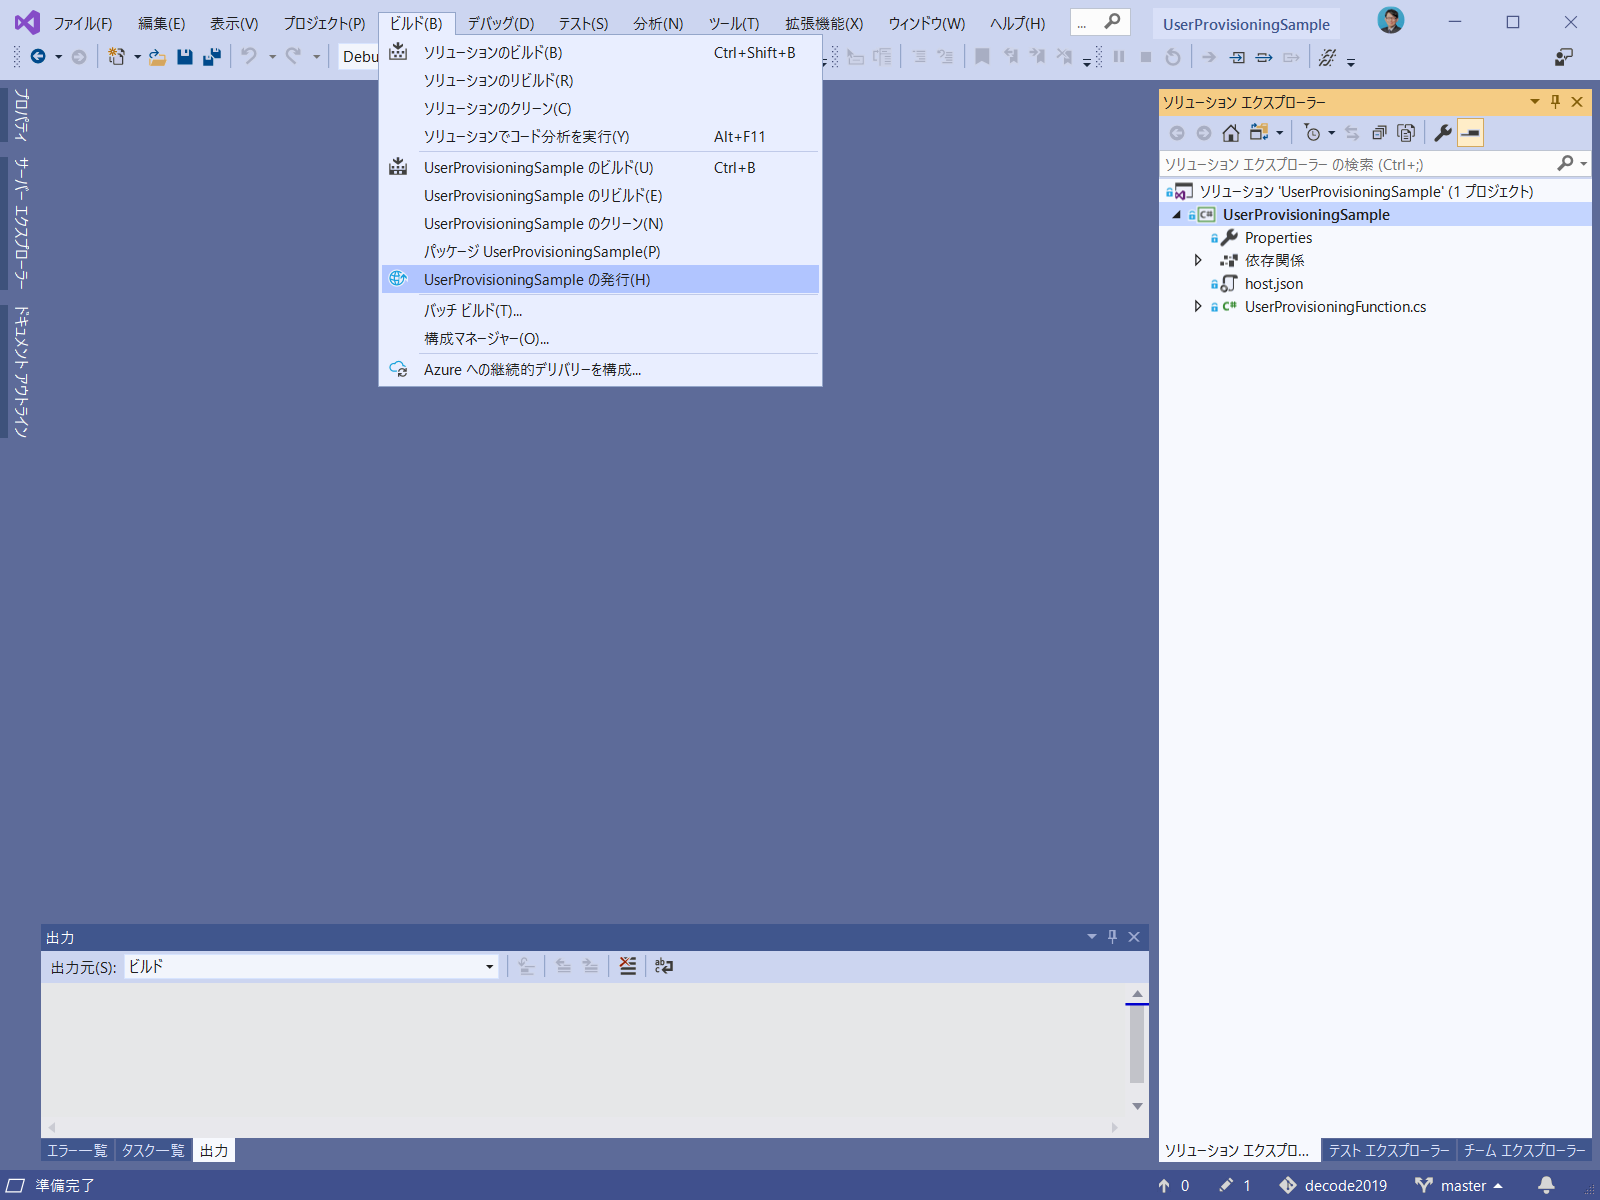 ファイル(F) 編集(E) 表示(V) プロジェクト(P) ビルド(B) デバッグ(D) テスト(S) 分析(N) ツール(T) 拡張機能(X) ウィンドウ(W) ヘルプ(H) ... UserProvisioningSample
Debu
ソリューションのビルド(B) Ctrl+Shift+B
ソリューションのリビルド(R)
ソリューションのクリーン(C)
ソリューションでコード分析を実行(Y) Alt+F11
UserProvisioningSample のビルド(U) Ctrl+B
UserProvisioningSample のリビルド(E)
UserProvisioningSample のクリーン(N)
パッケージ UserProvisioningSample(P)
UserProvisioningSample の発行(H)
バッチ ビルド(T)...
構成マネージャー(O)...
Azure への継続的デリバリーを構成...
プロパティ
サーバー エクスプローラー
ドキュメント アウトライン
ソリューション エクスプローラー
ソリューション エクスプローラー の検索 (Ctrl+;)
ソリューション 'UserProvisioningSample' (1 プロジェクト)
C# UserProvisioningSample
Properties
依存関係
host.json
C# UserProvisioningFunction.cs
出力
出力元(S): ビルド
エラー一覧 タスク一覧 出力
ソリューション エクスプロ... テスト エクスプローラー チーム エクスプローラー
準備完了 0 1 decode2019 master